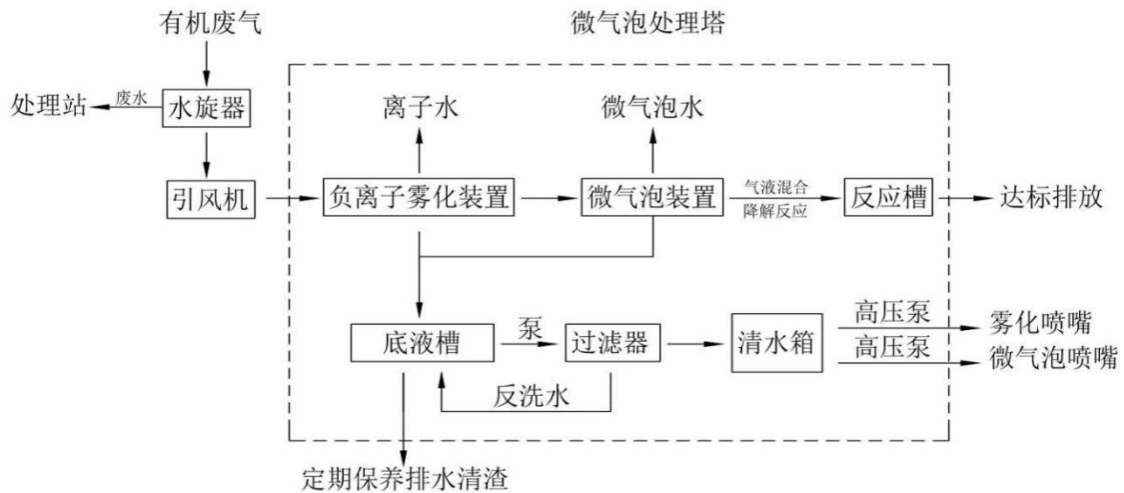 有机废气
微气泡处理塔
处理站
废水
水旋器
离子水
微气泡水
引风机
负离子雾化装置
微气泡装置
气液混合
降解反应
反应槽
达标排放
底液槽
泵
过滤器
清水箱
高压泵
雾化喷嘴
高压泵
微气泡喷嘴
反洗水
定期保养排水清渣